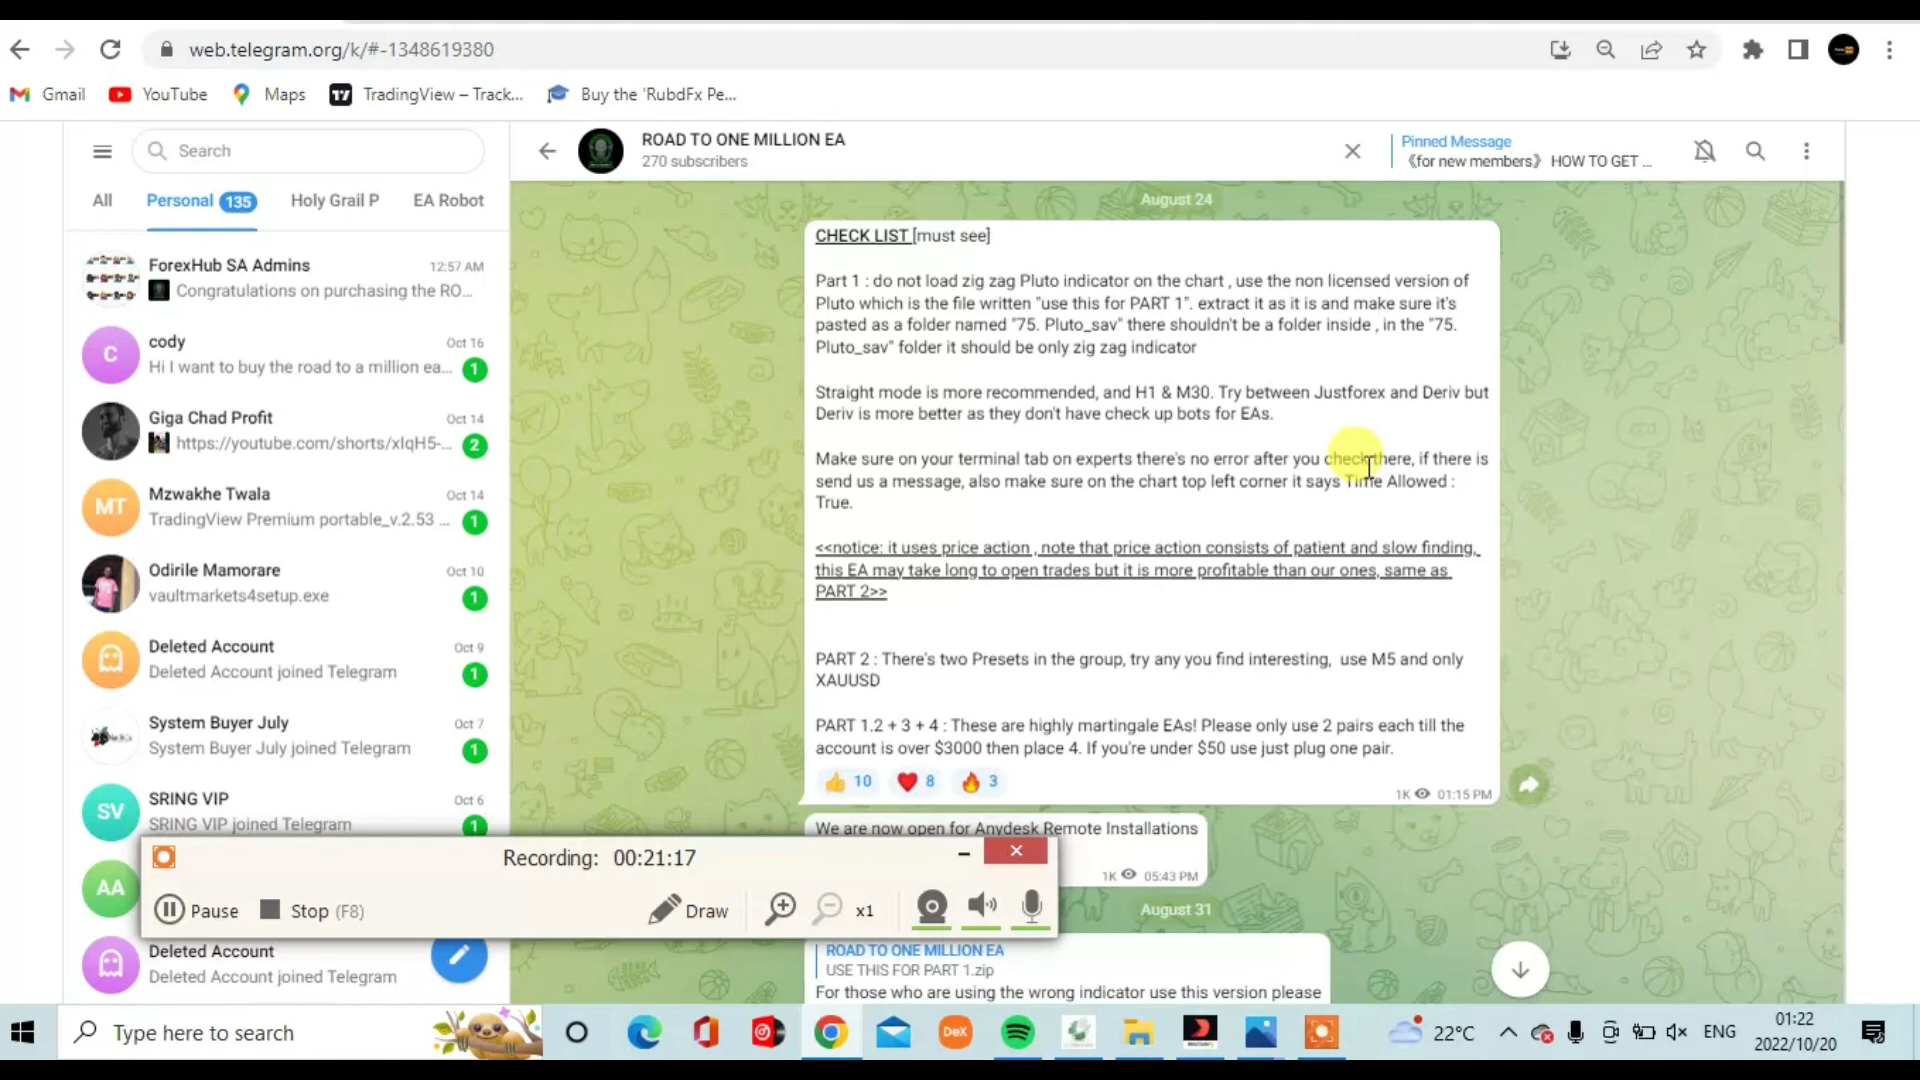 web.telegram.org/k/#-1348619380
Gmail
YouTube
Maps
TradingView – Track...
Buy the 'RubdFx Pe...
Search
All
Personal 135
Holy Grail P
EA Robot
ForexHub SA Admins
12:57 AM
Congratulations on purchasing the RO...
C
cody
Oct 16
Hi I want to buy the road to a million ea...
1
Giga Chad Profit
Oct 14
https://youtube.com/shorts/xIqH5-...
2
MT
Mzwakhe Twala
Oct 14
TradingView Premium portable_v.2.53 ...
1
Odirile Mamorare
Oct 10
vaultmarkets4setup.exe
1
Deleted Account
Oct 9
Deleted Account joined Telegram
1
System Buyer July
Oct 7
System Buyer July joined Telegram
1
SV
SRING VIP
Oct 6
SRING VIP joined Telegram
1
AA
Deleted Account
Deleted Account joined Telegram
ROAD TO ONE MILLION EA
270 subscribers
Pinned Message
《for new members》 HOW TO GET ...
August 24
CHECK LIST [must see]
Part 1 : do not load zig zag Pluto indicator on the chart , use the non licensed version of
Pluto which is the file written "use this for PART 1". extract it as it is and make sure it's
pasted as a folder named "75. Pluto_sav" there shouldn't be a folder inside , in the "75.
Pluto_sav" folder it should be only zig zag indicator
Straight mode is more recommended, and H1 & M30. Try between Justforex and Deriv but
Deriv is more better as they don't have check up bots for EAs.
Make sure on your terminal tab on experts there's no error after you check there, if there is
send us a message, also make sure on the chart top left corner it says Time Allowed :
True.
<<notice: it uses price action , note that price action consists of patient and slow finding,
this EA may take long to open trades but it is more profitable than our ones, same as
PART 2>>
PART 2 : There's two Presets in the group, try any you find interesting, use M5 and only
XAUUSD
PART 1.2 + 3 + 4 : These are highly martingale EAs! Please only use 2 pairs each till the
account is over $3000 then place 4. If you're under $50 use just plug one pair.
10
8
3
1K 01:15 PM
We are now open for Anydesk Remote Installations
1K 05:43 PM
August 31
ROAD TO ONE MILLION EA
USE THIS FOR PART 1.zip
For those who are using the wrong indicator use this version please
Recording: 00:21:17
Pause
Stop (F8)
Draw
x1
Type here to search
DeX
22°C
ENG
01:22
2022/10/20